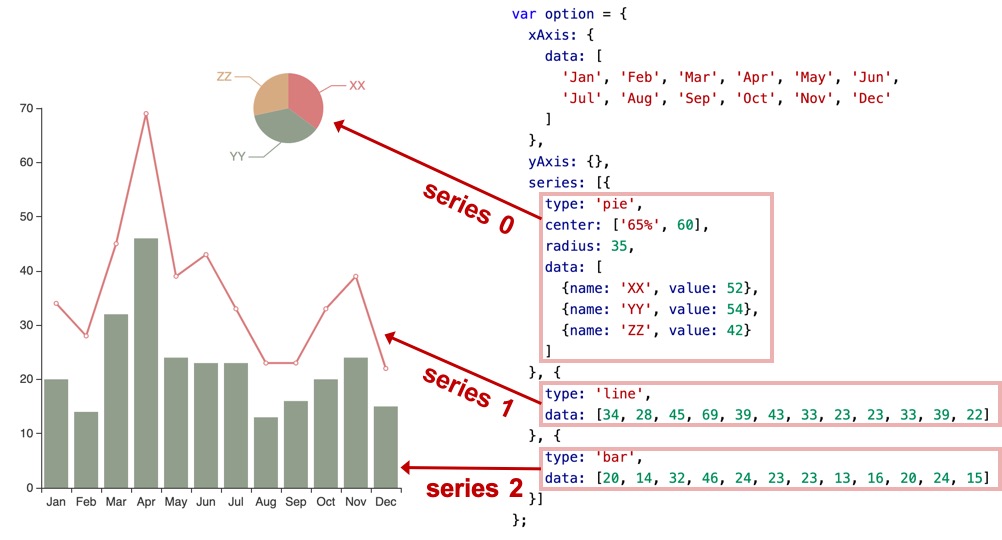 ZZ
XX
YY
70
60
50
40
30
20
10
0
Jan Feb Mar Apr May Jun Jul Aug Sep Oct Nov Dec
series 0
series 1
series 2
var option = {
  xAxis: {
    data: [
      'Jan', 'Feb', 'Mar', 'Apr', 'May', 'Jun',
      'Jul', 'Aug', 'Sep', 'Oct', 'Nov', 'Dec'
    ]
  },
  yAxis: {},
  series: [{
    type: 'pie',
    center: ['65%', 60],
    radius: 35,
    data: [
      {name: 'XX', value: 52},
      {name: 'YY', value: 54},
      {name: 'ZZ', value: 42}
    ]
  }, {
    type: 'line',
    data: [34, 28, 45, 69, 39, 43, 33, 23, 23, 33, 39, 22]
  }, {
    type: 'bar',
    data: [20, 14, 32, 46, 24, 23, 23, 13, 16, 20, 24, 15]
  }]
};